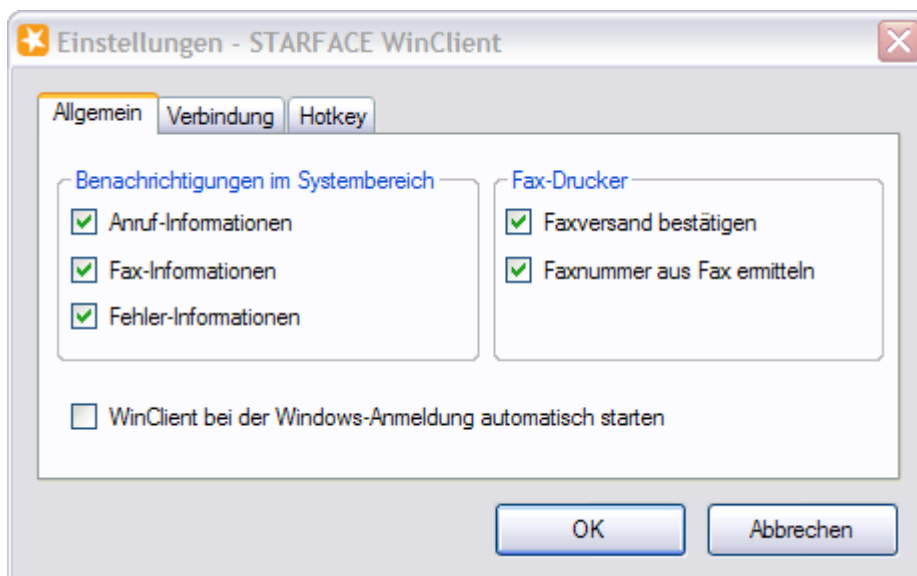 Einstellungen - STARFACE WinClient
Allgemein Verbindung Hotkey
Benachrichtigungen im Systembereich
Anruf-Informationen
Fax-Informationen
Fehler-Informationen
Fax-Drucker
Faxversand bestätigen
Faxnummer aus Fax ermitteln
WinClient bei der Windows-Anmeldung automatisch starten
OK Abbrechen